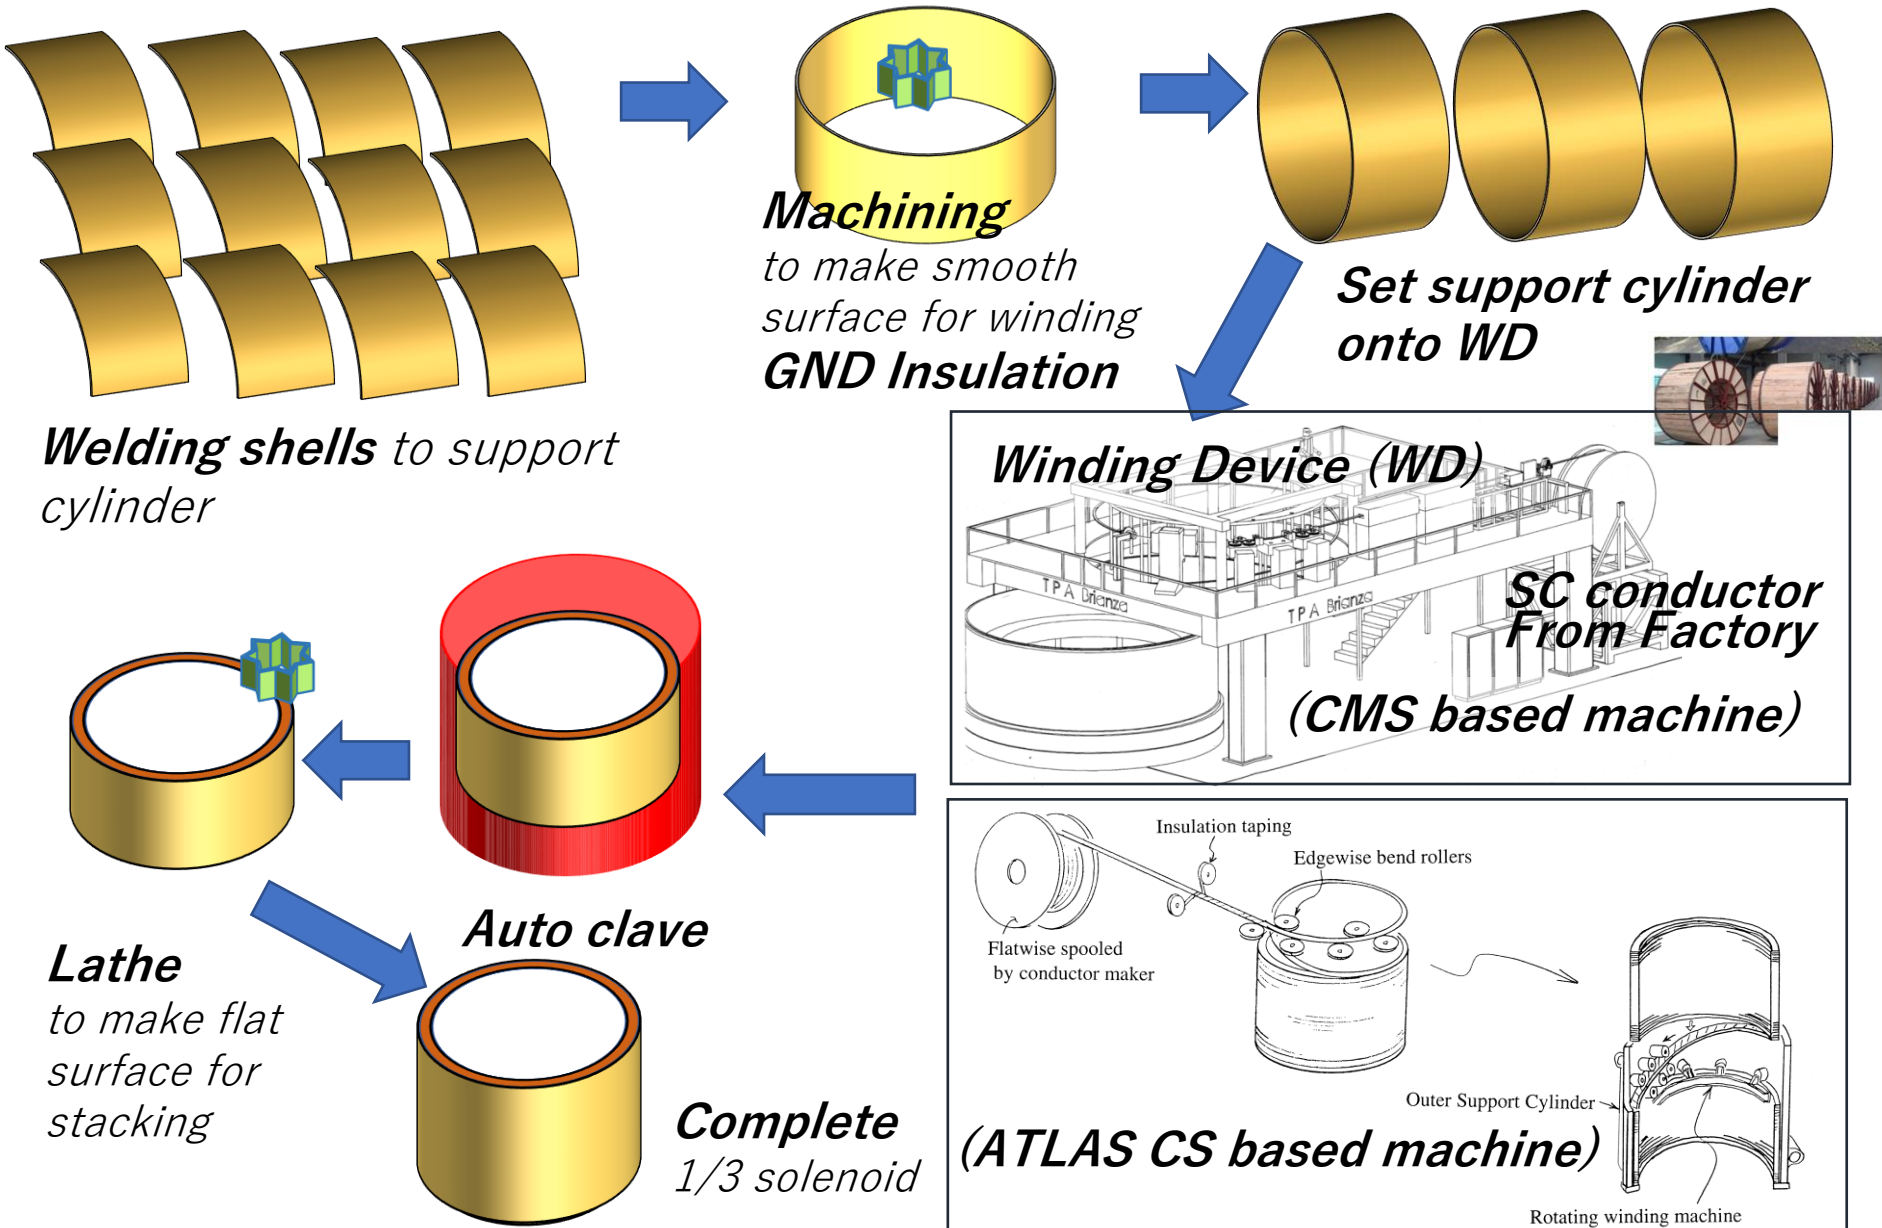 Machining
to make smooth
surface for winding
GND Insulation
Set support cylinder
onto WD
Welding shells to support
cylinder
Winding Device (WD)
TPA Brianza
TPA Brianza
SC conductor
From Factory
(CMS based machine)
Insulation taping
Edgewise bend rollers
Flatwise spooled
by conductor maker
Auto clave
Lathe
to make flat
surface for
stacking
Complete
1/3 solenoid
Outer Support Cylinder
(ATLAS CS based machine)
Rotating winding machine